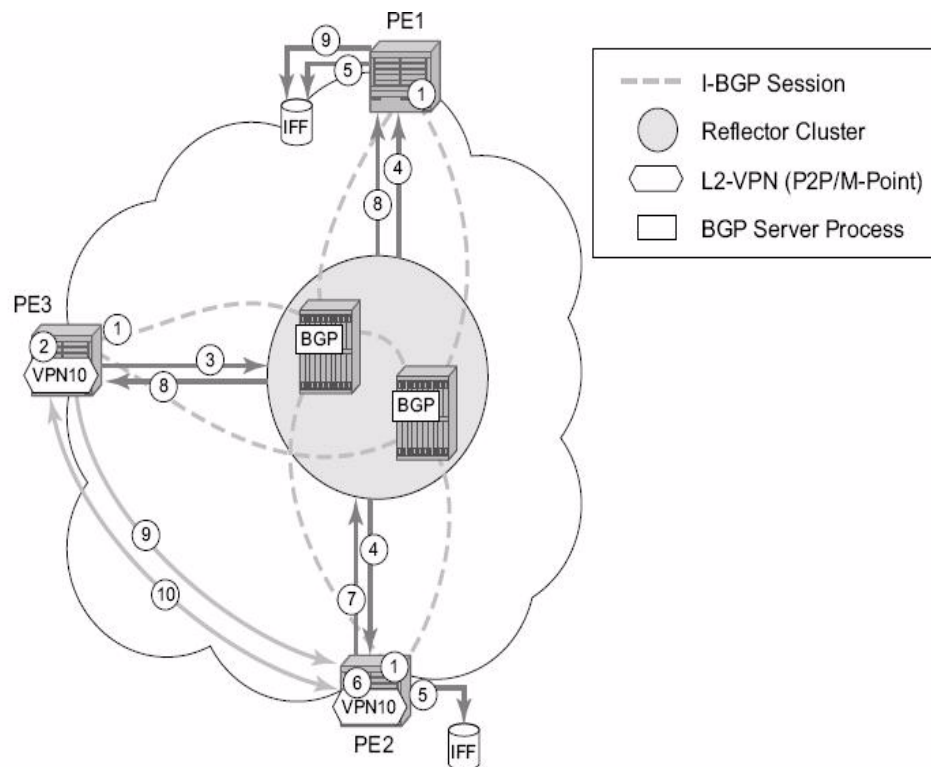 PE1
9
5
1
IFF
I-BGP Session
Reflector Cluster
L2-VPN (P2P/M-Point)
BGP Server Process
4
8
PE3
1
2
VPN10
3
8
BGP
BGP
9
10
4
7
1
6
5
VPN10
PE2
IFF